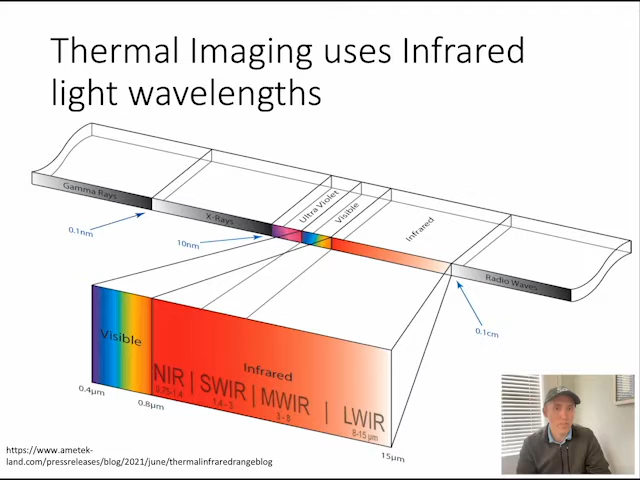 Thermal Imaging uses Infrared
light wavelengths
Gamma Rays
X-Rays
Ultra Violet
Visible
Infrared
Radio Waves
0.1nm
10nm
0.1cm
Visible
Infrared
NIR | SWIR | MWIR | LWIR
0.75-1.4 1.4-3 3-8 8-15 µm
0.4µm
0.8µm
15µm
https://www.ametek-
land.com/pressreleases/blog/2021/june/thermalinfraredrangeblog